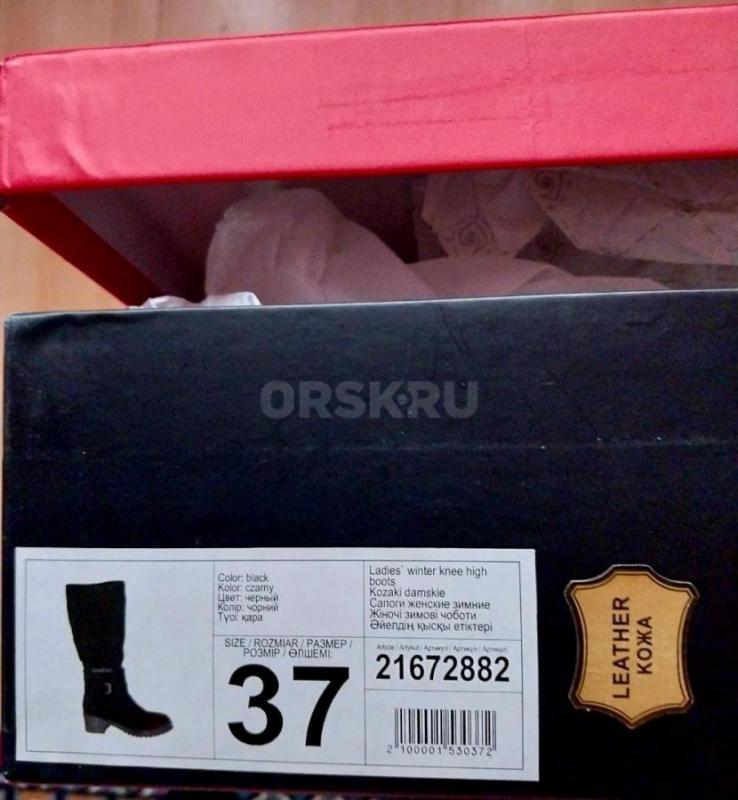 ORSK.RU
Color: black
Kolor: czarny
Цвет: черный
Колір: чорний
Түсі: қара
Ladies` winter knee high
boots
Kozaki damskie
Сапоги женские зимние
Жіночі зимові чоботи
Әйелдің қысқы етіктері
SIZE / ROZMIAR / РАЗМЕР /
РОЗМІР / ӨЛШЕМІ:
37
Article / Artykuł / Артикул / Артикул / Артикул:
21672882
2 100001 530372
LEATHER
КОЖА